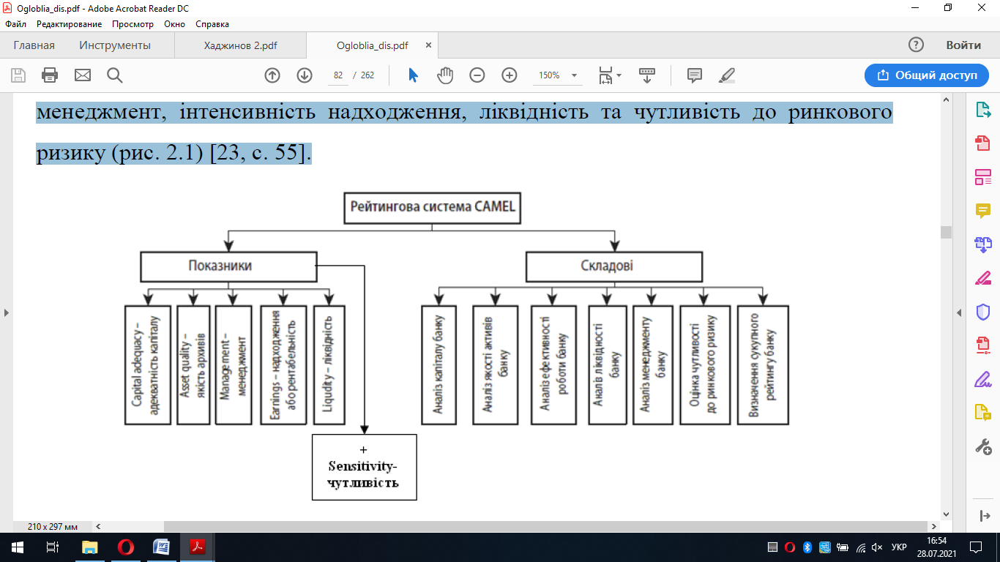 Ogloblia_dis.pdf - Adobe Acrobat Reader DC
Файл Редактирование Просмотр Окно Справка
Главная Инструменты Хаджинов 2.pdf Ogloblia_dis.pdf × Войти
82 / 262 150% Общий доступ
менеджмент, інтенсивність надходження, ліквідність та чутливість до ринкового
ризику (рис. 2.1) [23, с. 55].
Рейтингова система CAMEL
Показники
Складові
Capital adequacy –
адекватність капіталу
Asset quality –
якість архивів
Management –
менеджмент
Earnings – надходження
або рентабельність
Liqudity – ліквідність
Аналіз капіталу банку
Аналіз якості активів
банку
Аналіз ефективності
роботи банку
Аналіз ліквідності
банку
Аналіз менеджменту
банку
Оцінка чутливості
до ринкового ризику
Визначення сукупного
рейтингу банку
+
Sensitivity-
чутливість
210 x 297 мм
УКР
16:54
28.07.2021